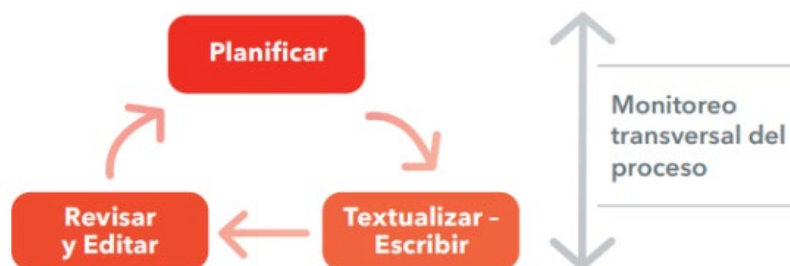 Planificar
Monitoreo
transversal del
proceso
Revisar
y Editar
Textualizar –
Escribir